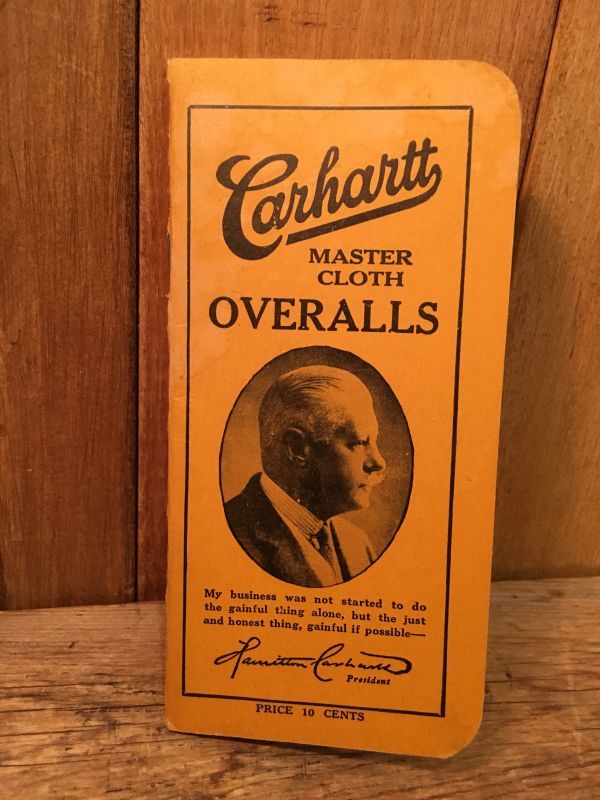 Carhartt
MASTER
CLOTH
OVERALLS
My business was not started to do
the gainful thing alone, but the just
and honest thing, gainful if possible—
Hamilton Carhartt
President
PRICE 10 CENTS